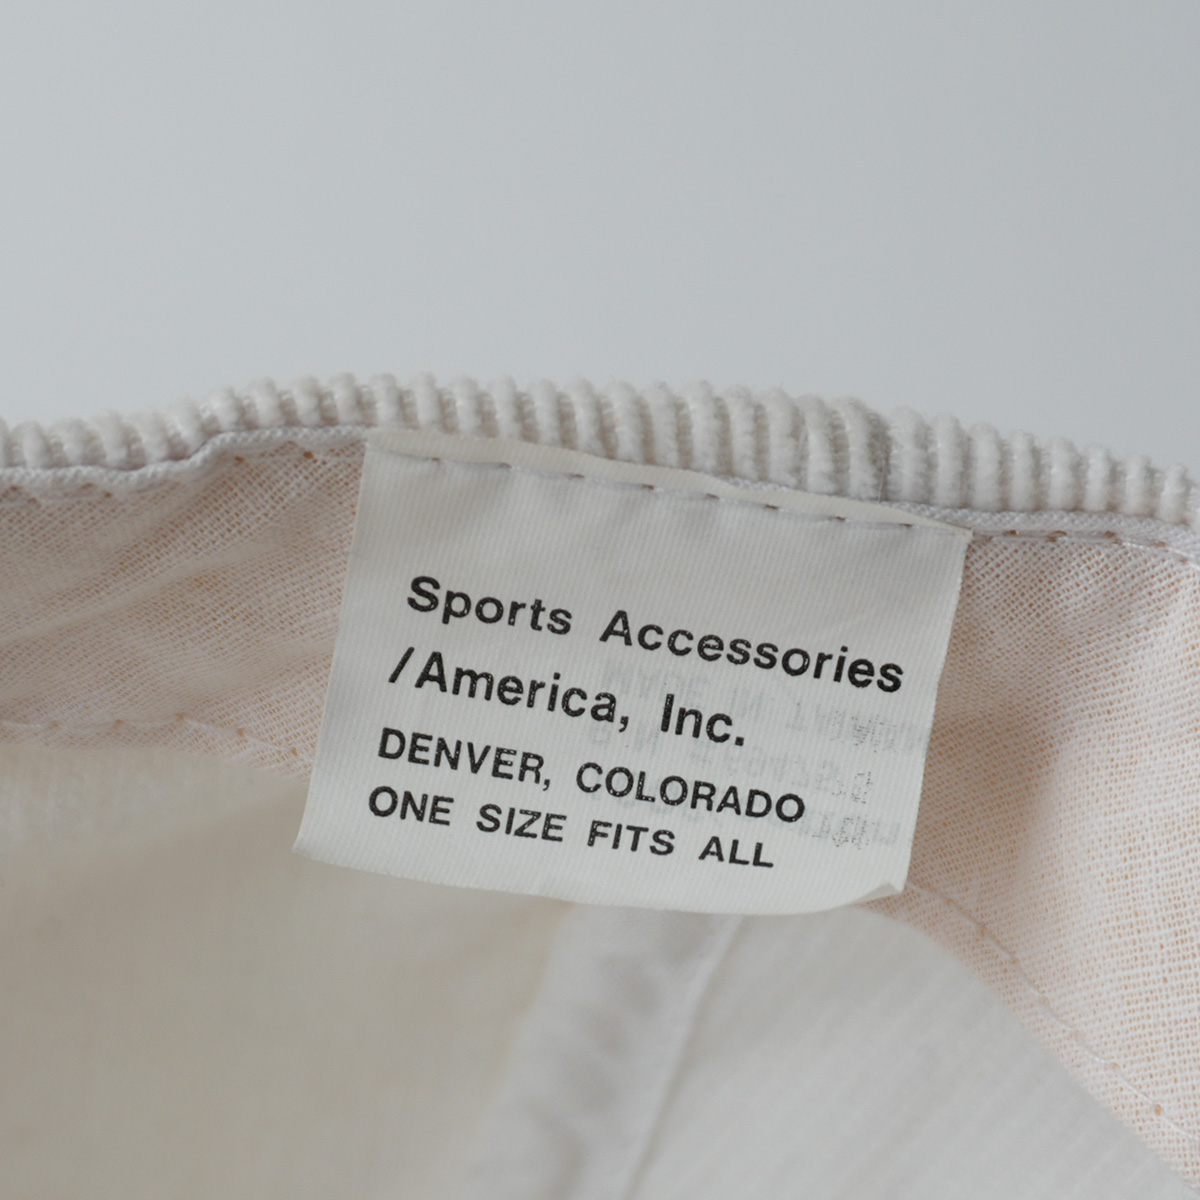 Sports Accessories
/America, Inc.
DENVER, COLORADO
ONE SIZE FITS ALL